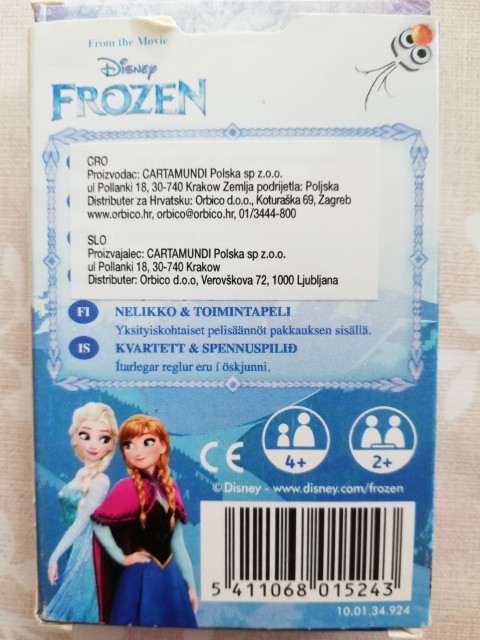 From the Movie
Disney
FROZEN
CRO
Proizvodac: CARTAMUNDI Polska sp z.o.o.
ul Pollanki 18, 30-740 Krakow Zemlja podrijetla: Poljska
Distributer za Hrvatsku: Orbico d.o.o., Koturaška 69, Zagreb
www.orbico.hr, orbico@orbico.hr, 01/3444-800
SLO
Proizvajalec: CARTAMUNDI Polska sp z.o.o.
ul Pollanki 18, 30-740 Krakow
Distributer: Orbico d.o.o, Verovškova 72, 1000 Ljubljana
FI NELIKKO & TOIMINTAPELI
Yksityiskohtaiset pelisäännöt pakkauksen sisällä.
IS KVARTETT & SPENNUSPILIÐ
Ítarlegar reglur eru í öskjunni.
CE 4+ 2+
©Disney - www.disney.com/frozen
5 411068 015243
10.01.34.924